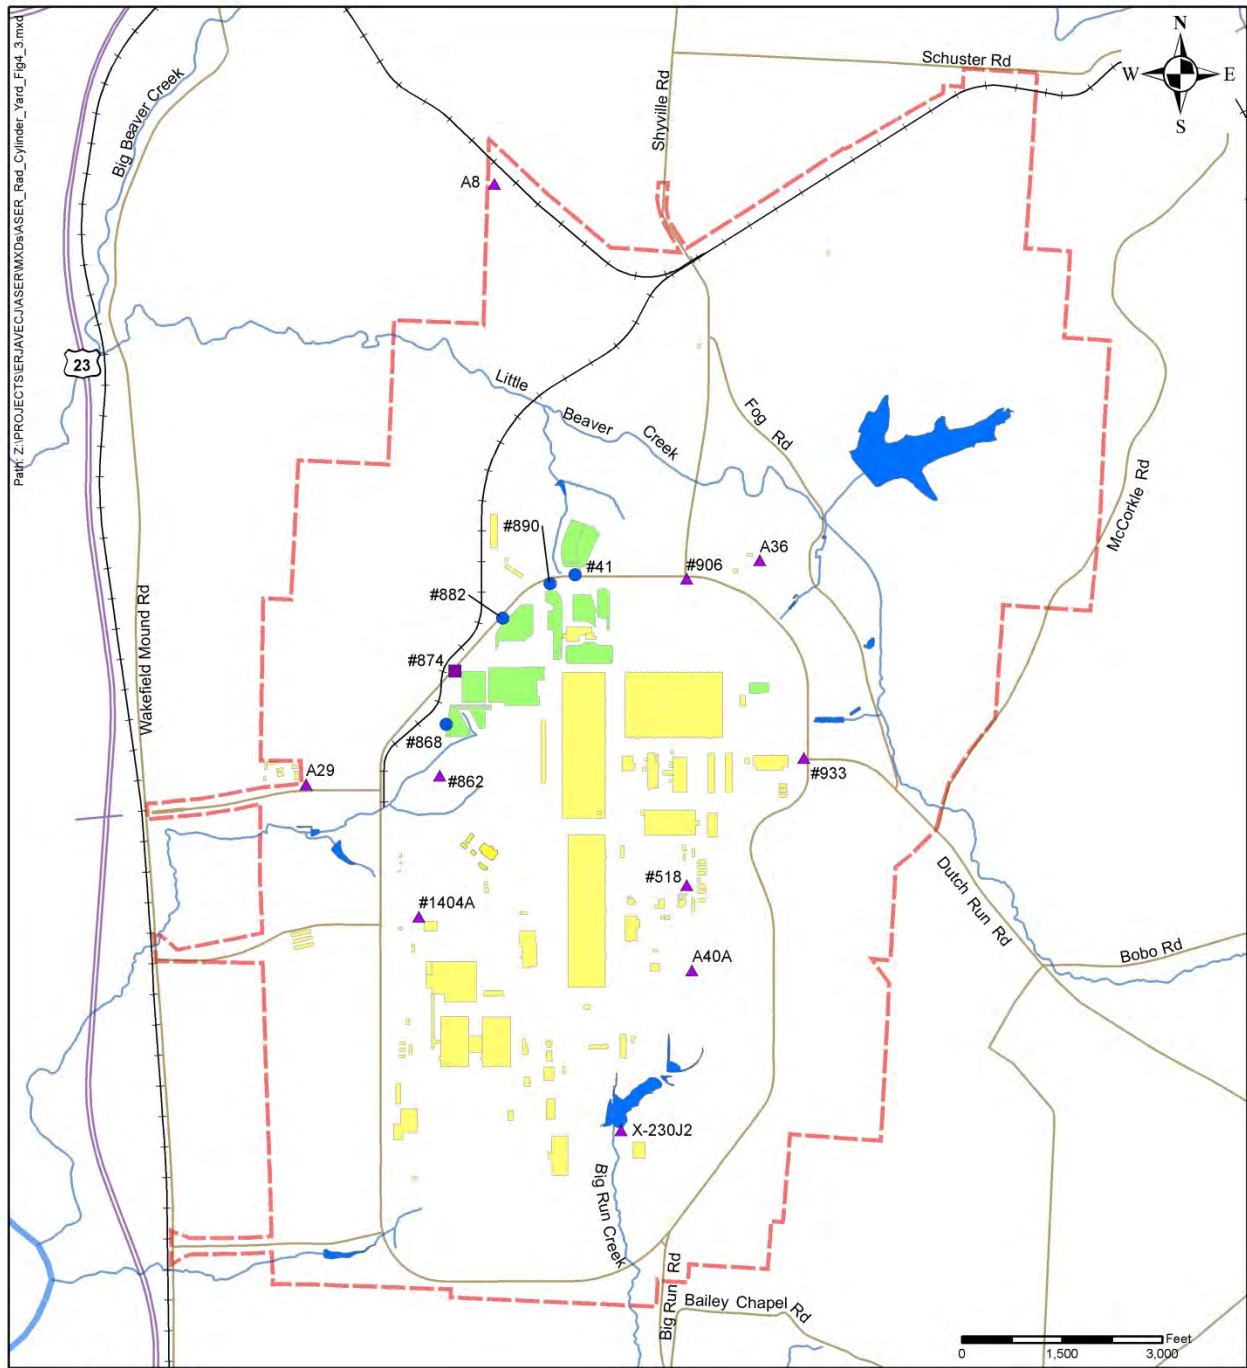 Path: Z:\PROJECTS\ERJAVECJ\ASER\MXDs\ASER_Rad_Cylinder_Yard_Fig4_3.mxd
N
W
E
S
Schuster Rd
Shyville Rd
Big Beaver Creek
A8
23
Little
Beaver
Creek
Fog Rd
McCorkle Rd
#890
#41
#906
A36
#882
#874
Wakefield Mound Rd
#868
#862
A29
#933
#518
#1404A
Dutch Run Rd
Bobo Rd
A40A
X-230J2
Big Run Creek
Big Run Rd
Bailey Chapel Rd
Feet
0
1,500
3,000